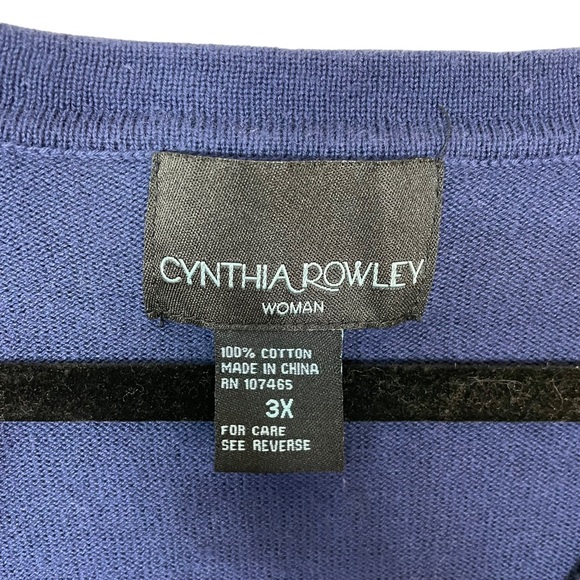 CYNTHIA ROWLEY
WOMAN
100% COTTON
MADE IN CHINA
RN 107465
3X
FOR CARE
SEE REVERSE